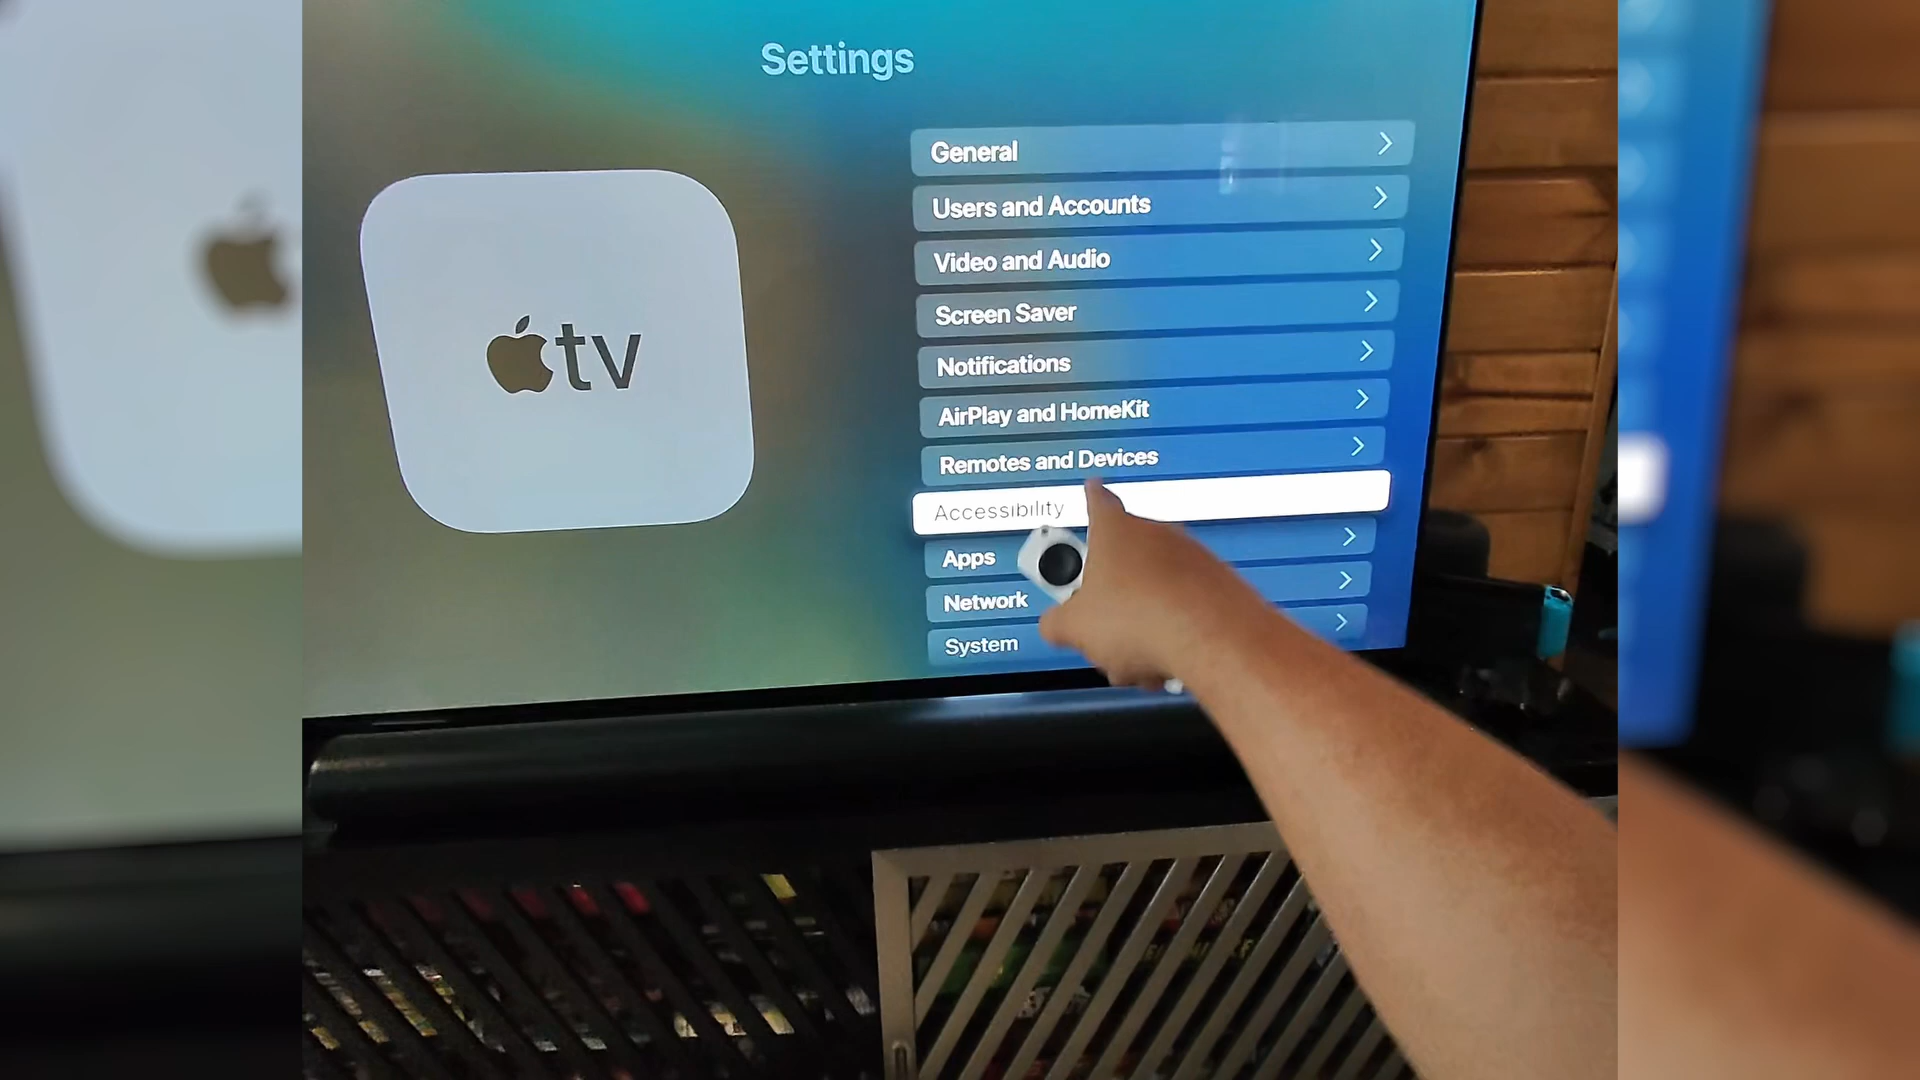 Settings
General
Users and Accounts
Video and Audio
Screen Saver
Notifications
AirPlay and HomeKit
Remotes and Devices
Accessibility
Apps
Network
System
tv